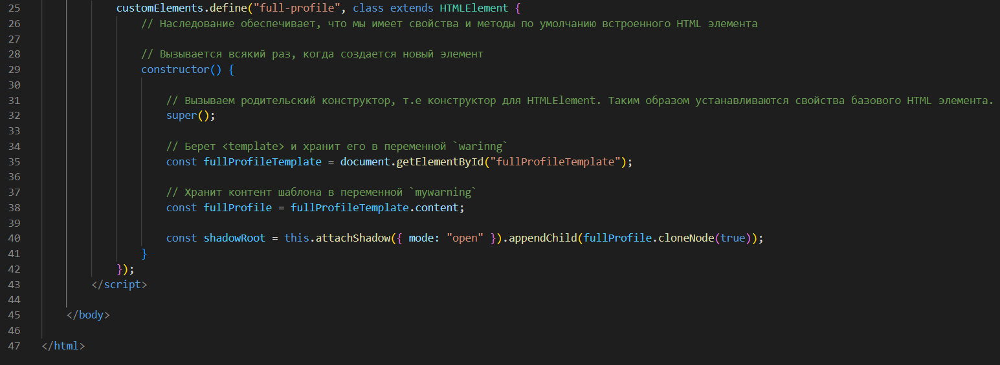 25 customElements.define("full-profile", class extends HTMLElement {
26 // Наследование обеспечивает, что мы имеет свойства и методы по умолчанию встроенного HTML элемента
27
28 // Вызывается всякий раз, когда создается новый элемент
29 constructor() {
30
31 // Вызываем родительский конструктор, т.е конструктор для HTMLElement. Таким образом устанавливаются свойства базового HTML элемента.
32 super();
33
34 // Берет <template> и хранит его в переменной `warinng`
35 const fullProfileTemplate = document.getElementById("fullProfileTemplate");
36
37 // Хранит контент шаблона в переменной `mywarning`
38 const fullProfile = fullProfileTemplate.content;
39
40 const shadowRoot = this.attachShadow({ mode: "open" }).appendChild(fullProfile.cloneNode(true));
41 }
42 });
43 </script>
44
45 </body>
46
47 </html>